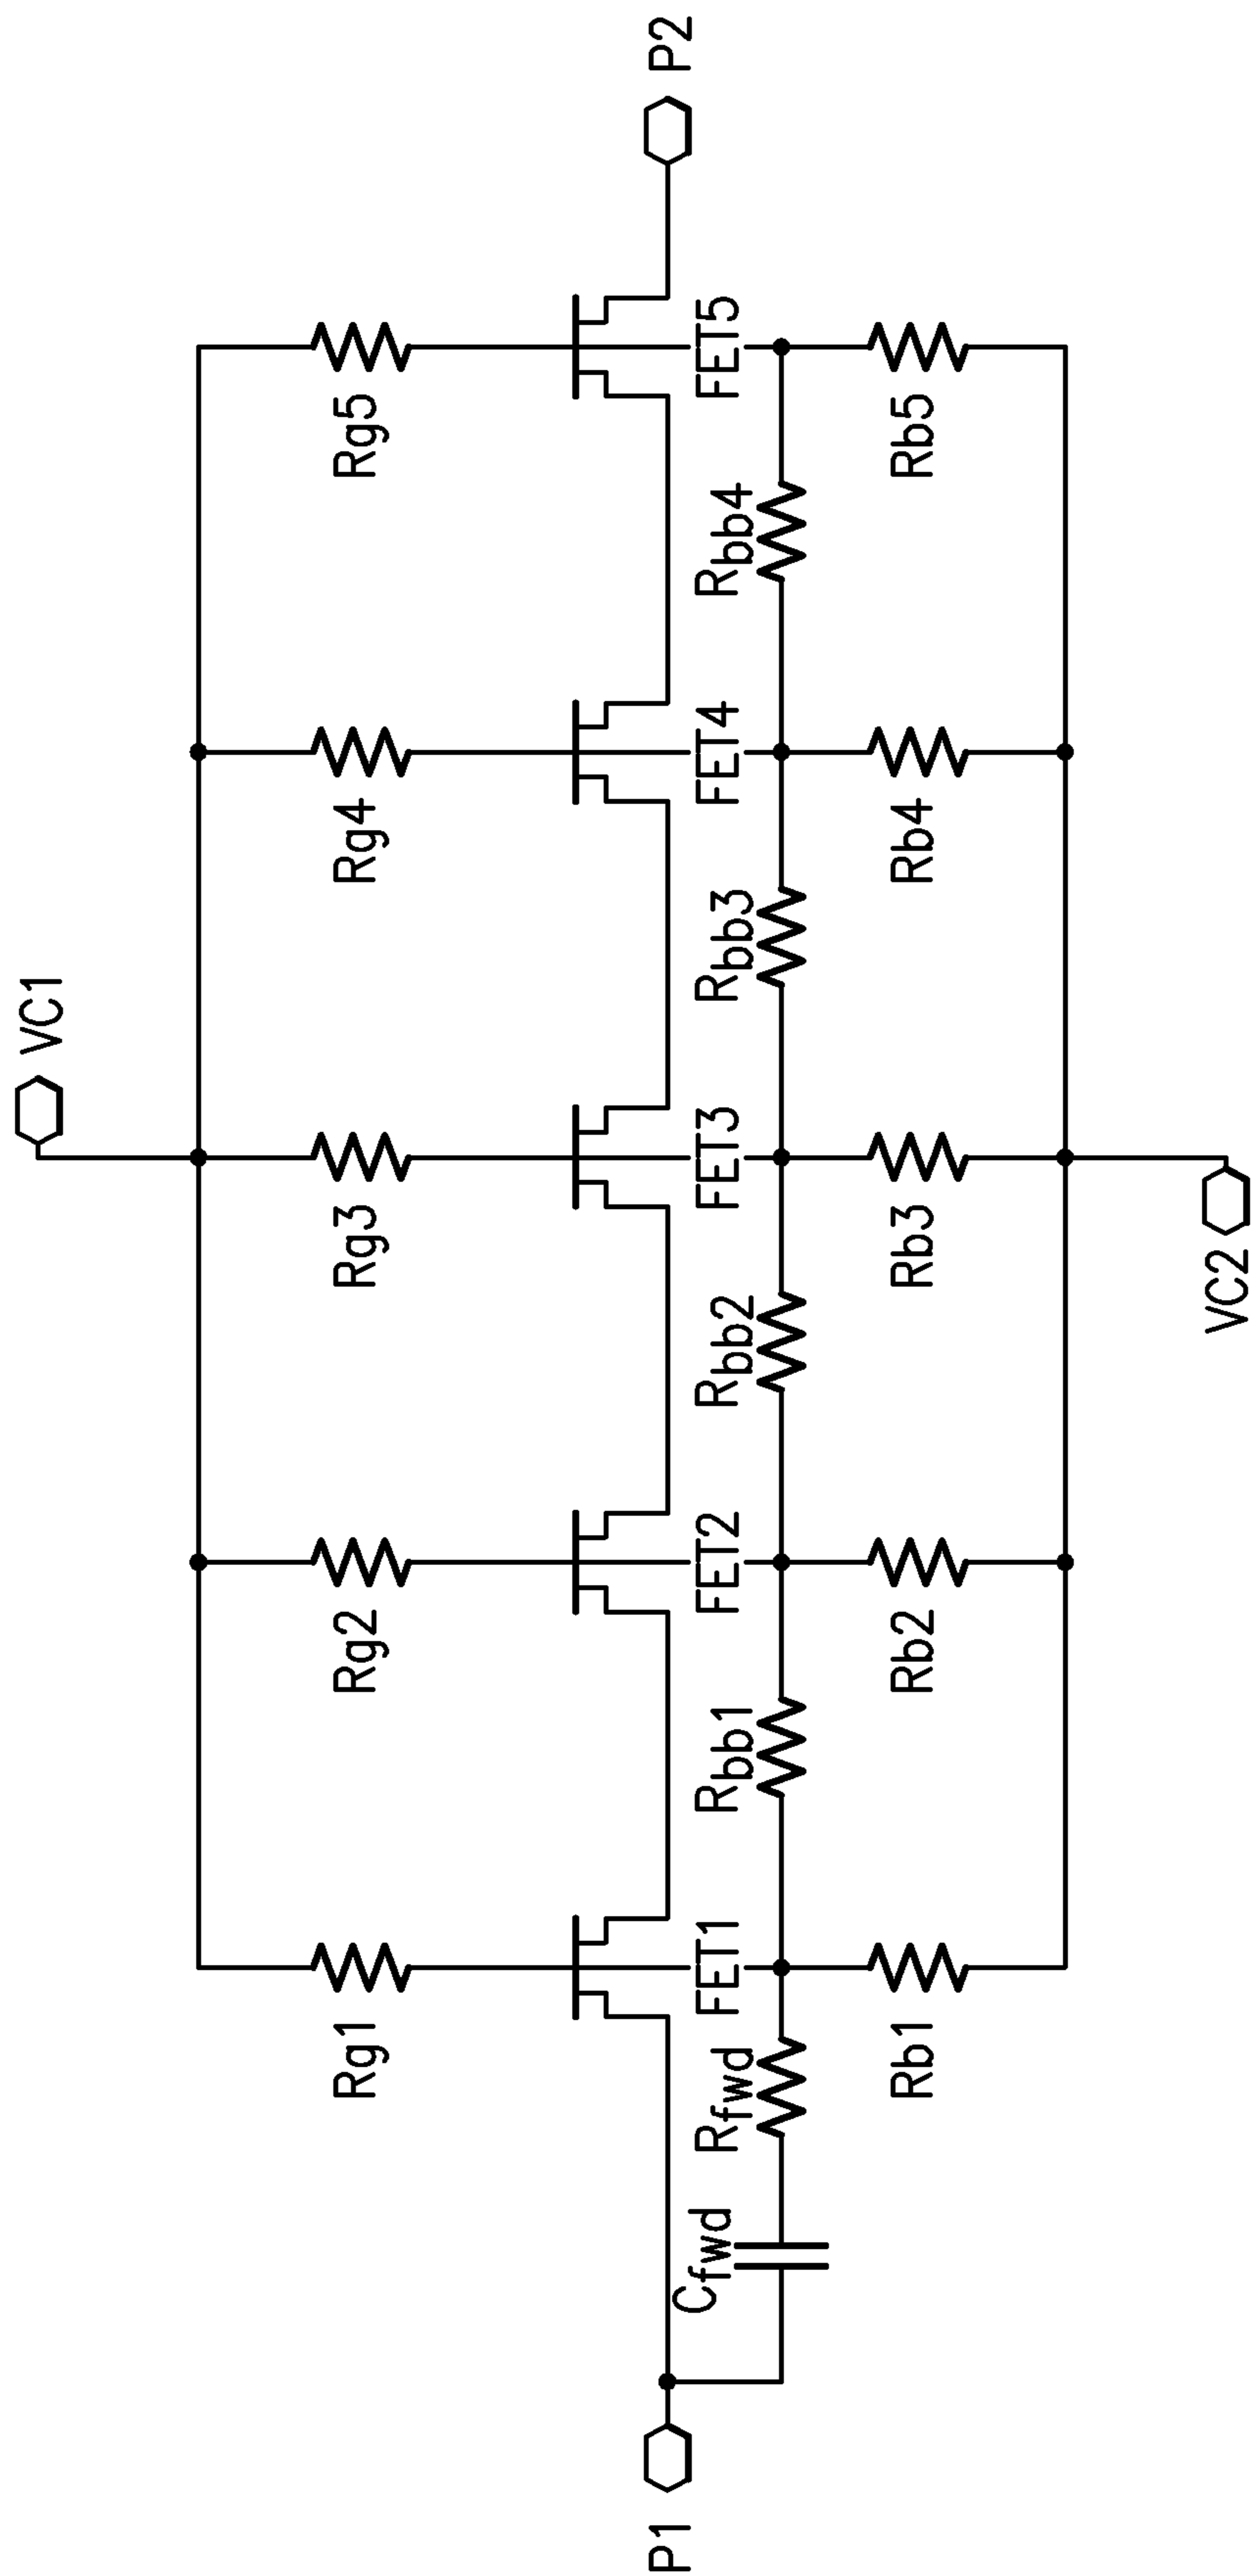 VC1
Rg1
Rg2
Rg3
Rg4
Rg5
P1
P2
FET1
FET2
FET3
FET4
FET5
Cfwd
Rfwd
Rbb1
Rbb2
Rbb3
Rbb4
Rb1
Rb2
Rb3
Rb4
Rb5
VC2